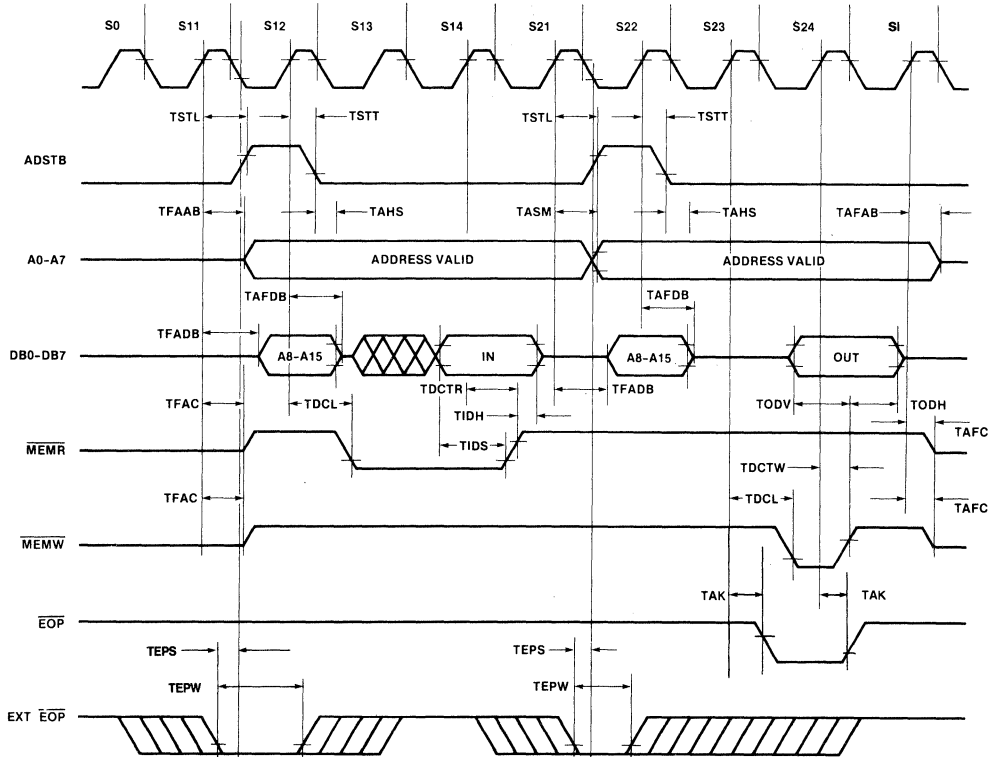 S0 S11 S12 S13 S14 S21 S22 S23 S24 SI
TSTL TSTT TSTL TSTT
ADSTB
TFAAB TAHS TASM TAHS TAFAB
A0-A7 ADDRESS VALID ADDRESS VALID
TAFDB TAFDB
TFADB
DB0-DB7 A8-A15 IN A8-A15 OUT
TDCTR TFADB TODV TODH
TFAC TDCL TIDH
MEMR TIDS TAFC
TDCTW
TFAC TDCL TAFC
MEMW
TAK TAK
EOP
TEPS TEPS
TEPW TEPW
EXT EOP